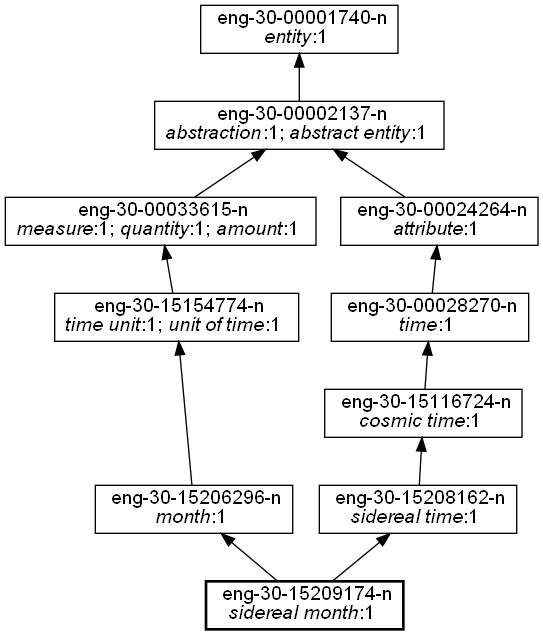 eng-30-00001740-n
entity:1
eng-30-00002137-n
abstraction:1; abstract entity:1
eng-30-00033615-n
measure:1; quantity:1; amount:1
eng-30-00024264-n
attribute:1
eng-30-15154774-n
time unit:1; unit of time:1
eng-30-00028270-n
time:1
eng-30-15116724-n
cosmic time:1
eng-30-15206296-n
month:1
eng-30-15208162-n
sidereal time:1
eng-30-15209174-n
sidereal month:1